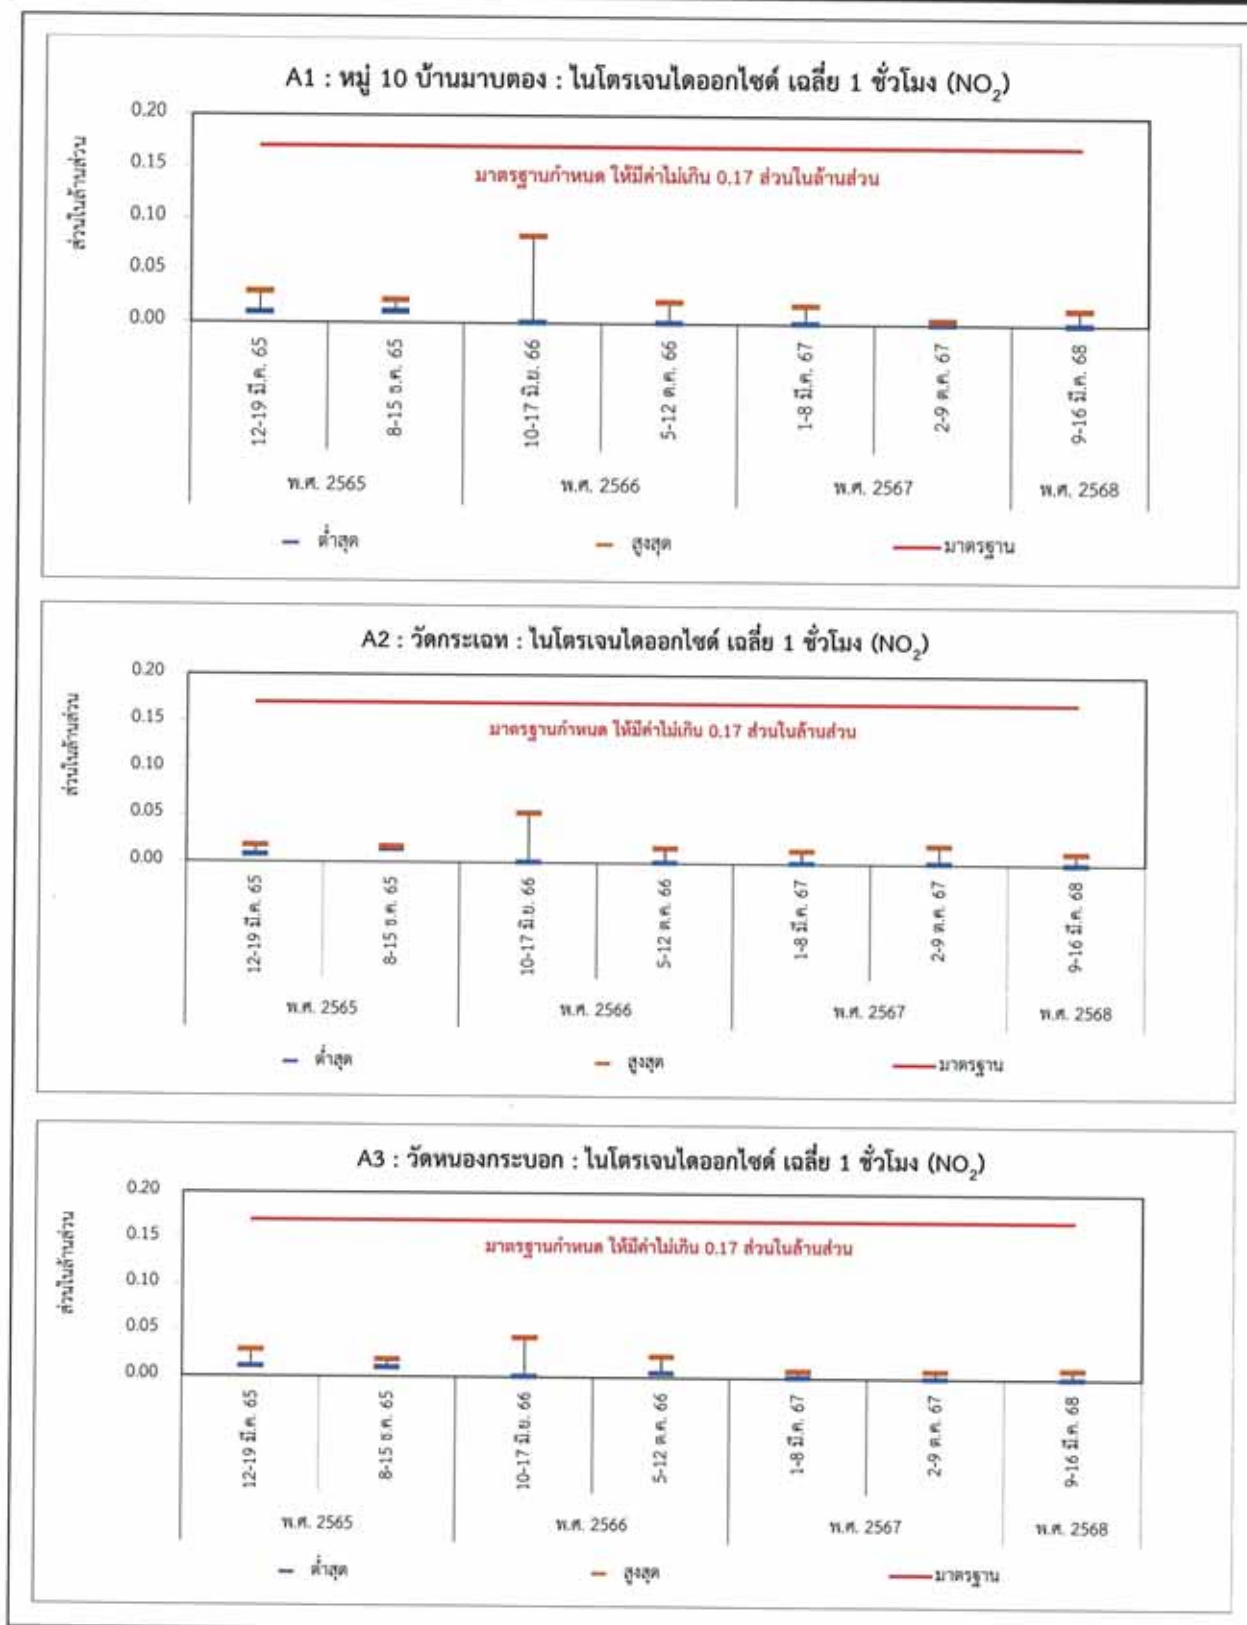 A1 : หมู่ 10 บ้านมาบตอง : ไนโตรเจนไดออกไซด์ เฉลี่ย 1 ชั่วโมง (NO₂)
ส่วนในล้านส่วน
0.20
0.15
0.10
0.05
0.00
มาตรฐานกำหนด ให้มีค่าไม่เกิน 0.17 ส่วนในล้านส่วน
12-19 มี.ค. 65
8-15 ธ.ค. 65
10-17 มิ.ย. 66
5-12 ต.ค. 66
1-8 มี.ค. 67
2-9 ต.ค. 67
9-16 มี.ค. 68
พ.ศ. 2565 พ.ศ. 2566 พ.ศ. 2567 พ.ศ. 2568
ต่ำสุด สูงสุด มาตรฐาน
A2 : วัดกระเฉท : ไนโตรเจนไดออกไซด์ เฉลี่ย 1 ชั่วโมง (NO₂)
ส่วนในล้านส่วน
0.20
0.15
0.10
0.05
0.00
มาตรฐานกำหนด ให้มีค่าไม่เกิน 0.17 ส่วนในล้านส่วน
12-19 มี.ค. 65
8-15 ธ.ค. 65
10-17 มิ.ย. 66
5-12 ต.ค. 66
1-8 มี.ค. 67
2-9 ต.ค. 67
9-16 มี.ค. 68
พ.ศ. 2565 พ.ศ. 2566 พ.ศ. 2567 พ.ศ. 2568
ต่ำสุด สูงสุด มาตรฐาน
A3 : วัดหนองกระบอก : ไนโตรเจนไดออกไซด์ เฉลี่ย 1 ชั่วโมง (NO₂)
ส่วนในล้านส่วน
0.20
0.15
0.10
0.05
0.00
มาตรฐานกำหนด ให้มีค่าไม่เกิน 0.17 ส่วนในล้านส่วน
12-19 มี.ค. 65
8-15 ธ.ค. 65
10-17 มิ.ย. 66
5-12 ต.ค. 66
1-8 มี.ค. 67
2-9 ต.ค. 67
9-16 มี.ค. 68
พ.ศ. 2565 พ.ศ. 2566 พ.ศ. 2567 พ.ศ. 2568
ต่ำสุด สูงสุด มาตรฐาน